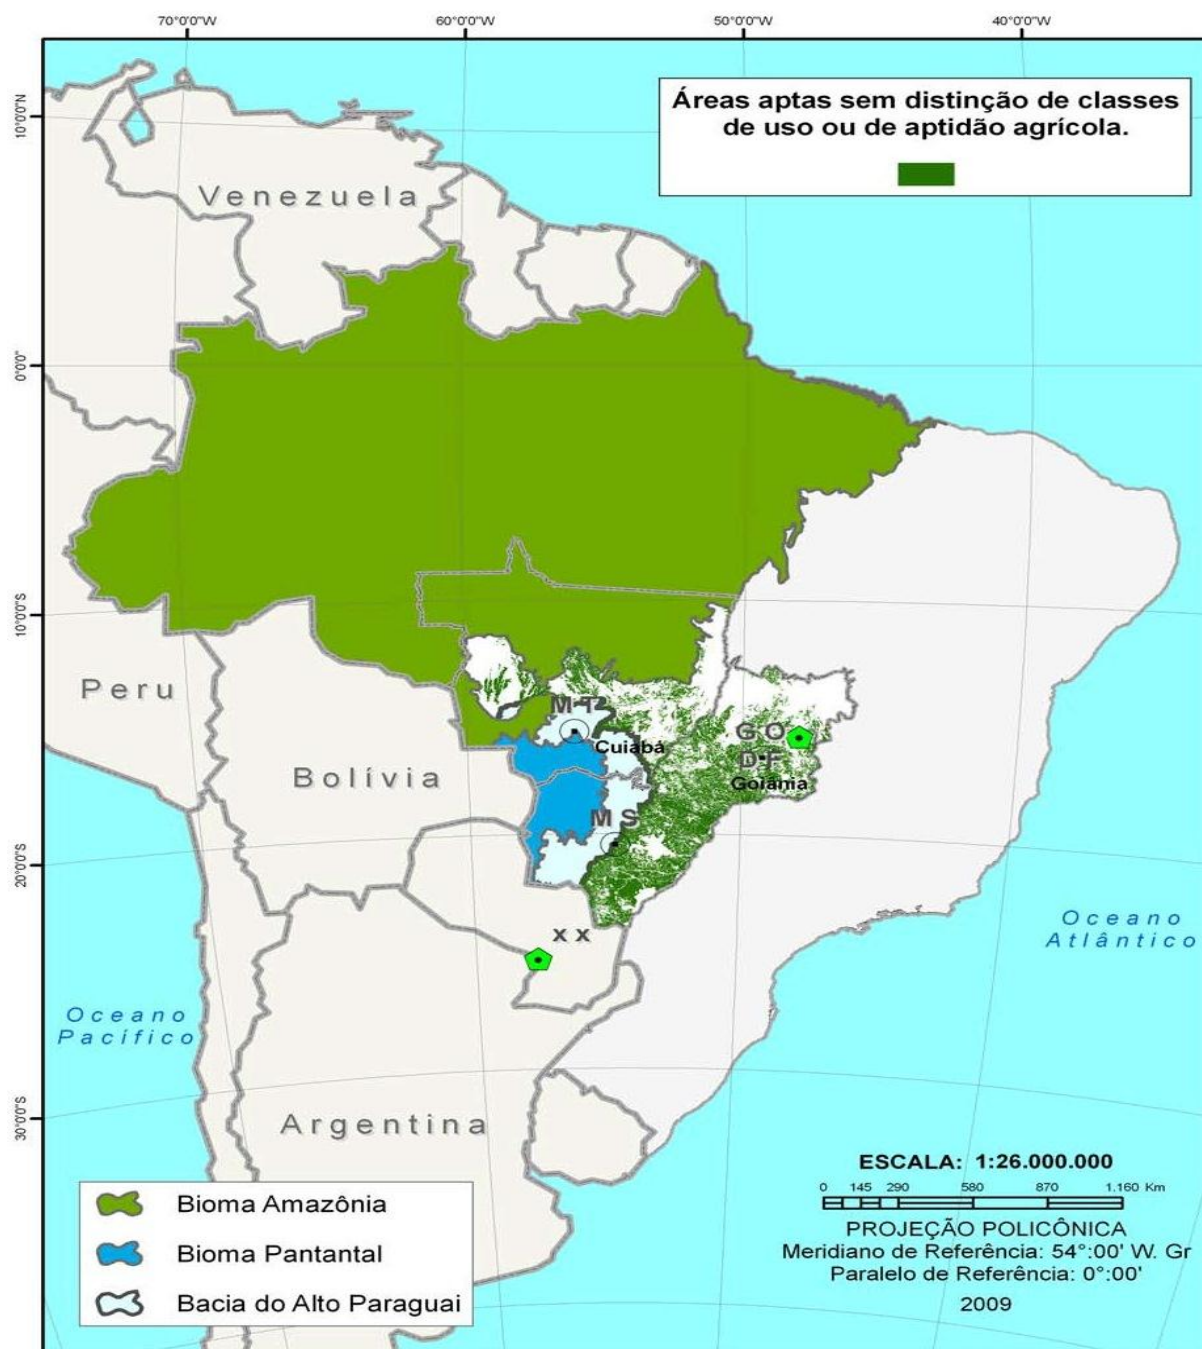 70°0'0"W
60°0'0"W
50°0'0"W
40°0'0"W
10°0'0"N
0°0'0"
10°0'0"S
20°0'0"S
30°0'0"S
Áreas aptas sem distinção de classes
de uso ou de aptidão agrícola.
Venezuela
Peru
Bolívia
MT
Cuiabá
GO
DF
Goiânia
MS
x x
Oceano
Atlântico
Oceano
Pacífico
Argentina
Bioma Amazônia
Bioma Pantantal
Bacia do Alto Paraguai
ESCALA: 1:26.000.000
0 145 290 580 870 1.160 Km
PROJEÇÃO POLICÔNICA
Meridiano de Referência: 54°:00' W. Gr
Paralelo de Referência: 0°:00'
2009